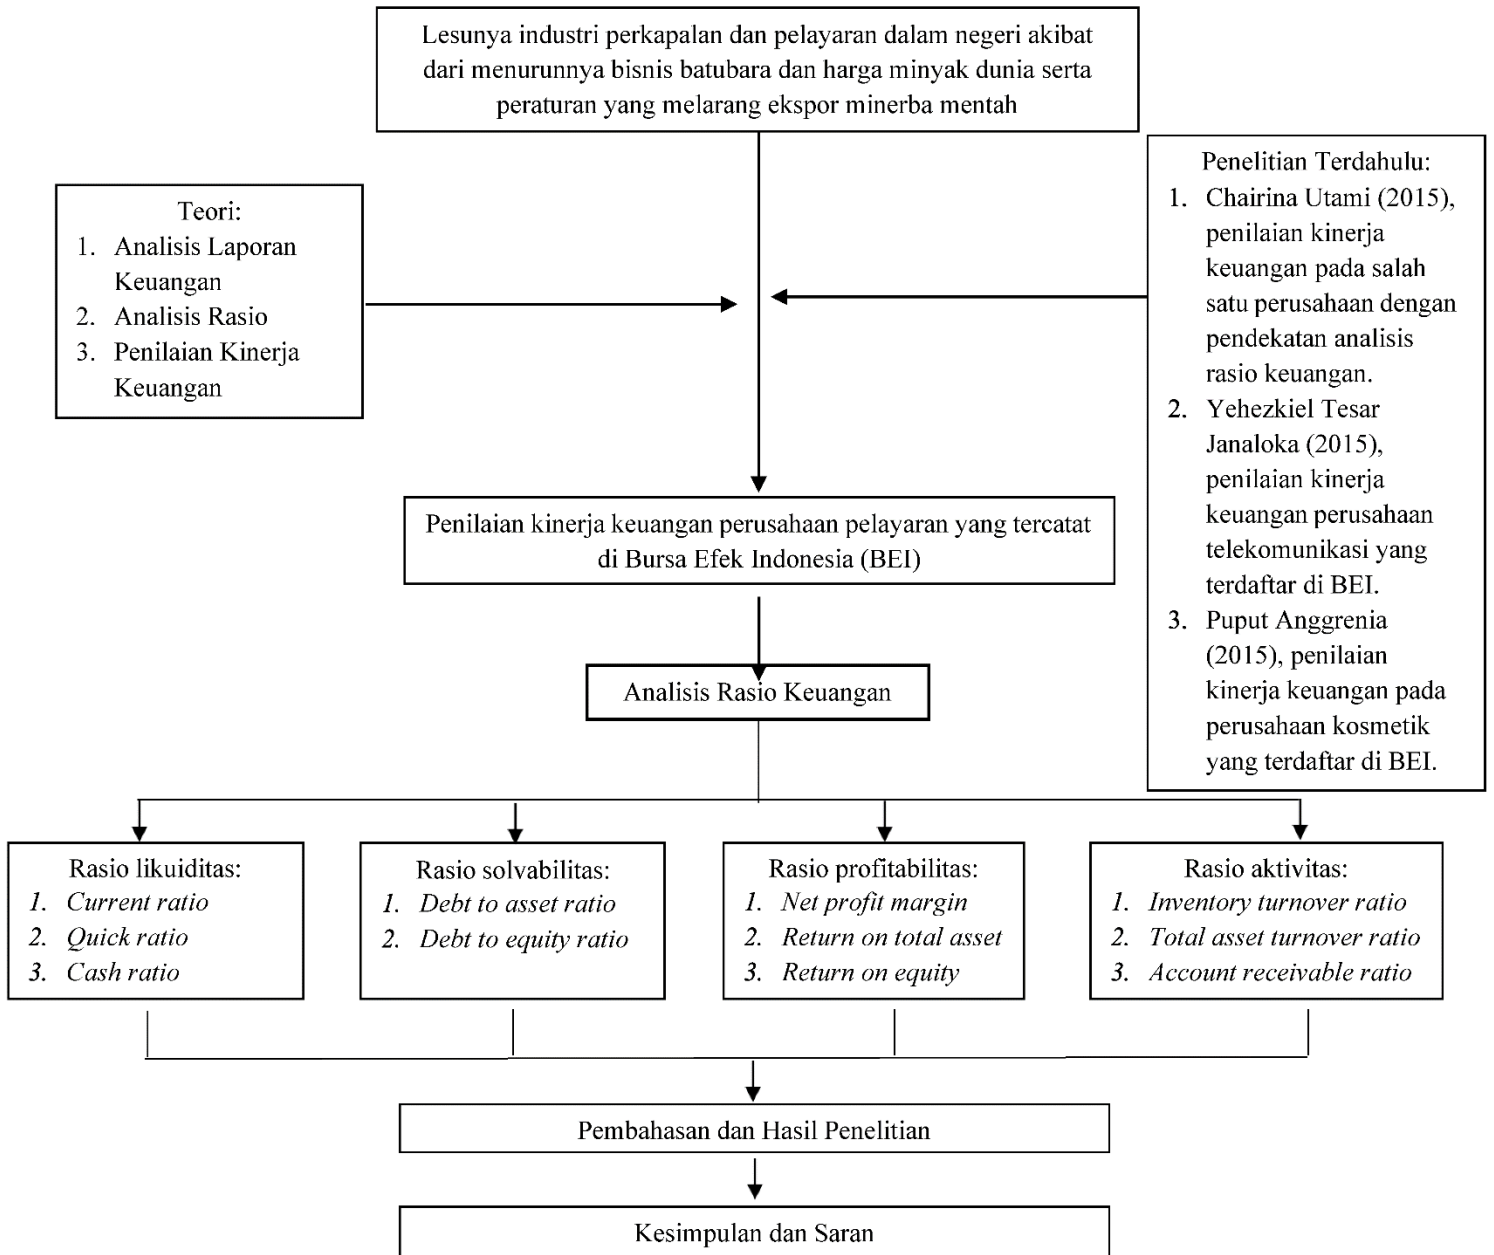 Lesunya industri perkapalan dan pelayaran dalam negeri akibat
dari menurunnya bisnis batubara dan harga minyak dunia serta
peraturan yang melarang ekspor minerba mentah
Teori:
1. Analisis Laporan
Keuangan
2. Analisis Rasio
3. Penilaian Kinerja
Keuangan
Penelitian Terdahulu:
1. Chairina Utami (2015),
penilaian kinerja
keuangan pada salah
satu perusahaan dengan
pendekatan analisis
rasio keuangan.
2. Yehezkiel Tesar
Janaloka (2015),
penilaian kinerja
keuangan perusahaan
telekomunikasi yang
terdaftar di BEI.
3. Puput Anggrenia
(2015), penilaian
kinerja keuangan pada
perusahaan kosmetik
yang terdaftar di BEI.
Penilaian kinerja keuangan perusahaan pelayaran yang tercatat
di Bursa Efek Indonesia (BEI)
Analisis Rasio Keuangan
Rasio likuiditas:
1. Current ratio
2. Quick ratio
3. Cash ratio
Rasio solvabilitas:
1. Debt to asset ratio
2. Debt to equity ratio
Rasio profitabilitas:
1. Net profit margin
2. Return on total asset
3. Return on equity
Rasio aktivitas:
1. Inventory turnover ratio
2. Total asset turnover ratio
3. Account receivable ratio
Pembahasan dan Hasil Penelitian
Kesimpulan dan Saran